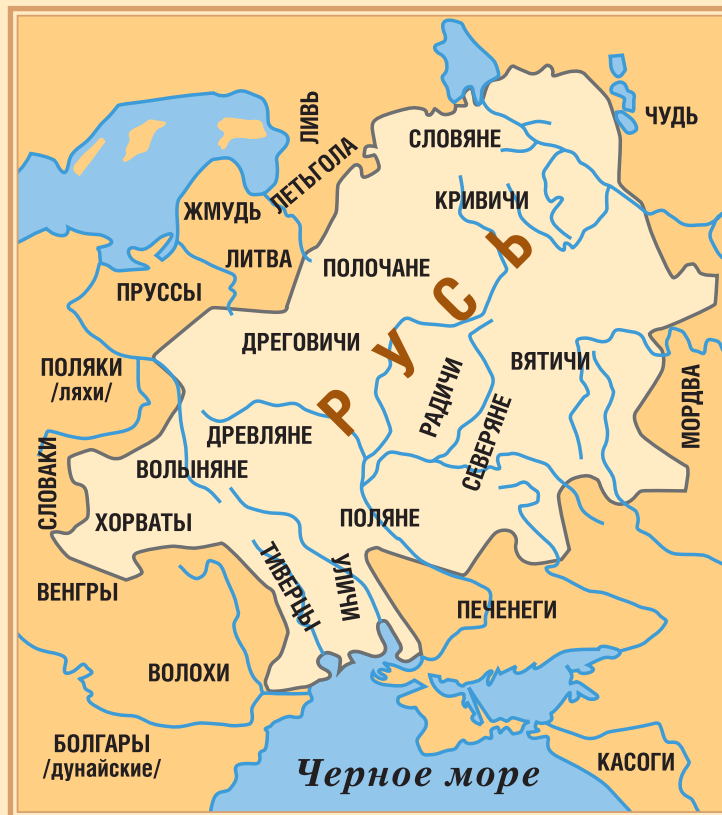 ЧУДЬ
ЛИВЬ
СЛОВЯНЕ
ЛЕТЬГОЛА
КРИВИЧИ
ЖМУДЬ
ЛИТВА
ПОЛОЧАНЕ
ПРУССЫ
РУСЬ
ДРЕГОВИЧИ
ВЯТИЧИ
ПОЛЯКИ
/ляхи/
РАДИЧИ
МОРДВА
ДРЕВЛЯНЕ
СЕВЕРЯНЕ
ВОЛЫНЯНЕ
СЛОВАКИ
ХОРВАТЫ
ПОЛЯНЕ
ТИВЕРЦЫ
УЛИЧИ
ВЕНГРЫ
ПЕЧЕНЕГИ
ВОЛОХИ
БОЛГАРЫ
/дунайские/
Черное море
КАСОГИ